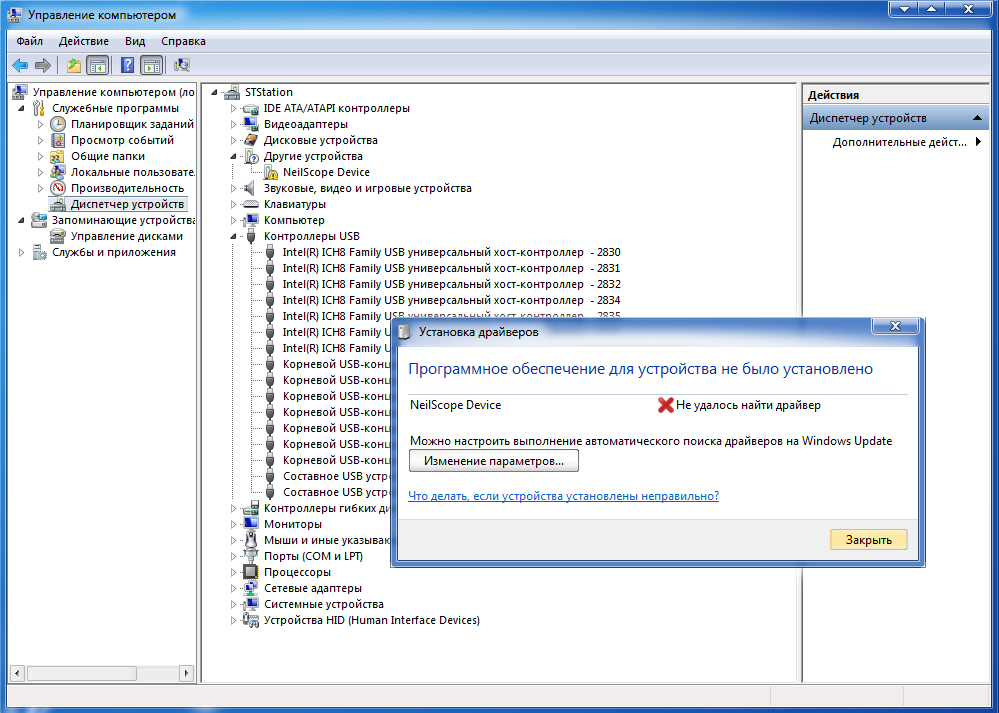 Управление компьютером
Файл Действие Вид Справка
Управление компьютером (ло
Служебные программы
Планировщик заданий
Просмотр событий
Общие папки
Локальные пользовате
Производительность
Диспетчер устройств
Запоминающие устройства
Управление дисками
Службы и приложения
STStation
IDE ATA/ATAPI контроллеры
Видеоадаптеры
Дисковые устройства
Другие устройства
NeilScope Device
Звуковые, видео и игровые устройства
Клавиатуры
Компьютер
Контроллеры USB
Intel(R) ICH8 Family USB универсальный хост-контроллер - 2830
Intel(R) ICH8 Family USB универсальный хост-контроллер - 2831
Intel(R) ICH8 Family USB универсальный хост-контроллер - 2832
Intel(R) ICH8 Family USB универсальный хост-контроллер - 2834
Intel(R) ICH8 Family USB универсальный хост-контроллер - 2835
Intel(R) ICH8 Family U
Intel(R) ICH8 Family U
Корневой USB-конц
Корневой USB-конц
Корневой USB-конц
Корневой USB-конц
Корневой USB-конц
Корневой USB-конц
Корневой USB-конц
Составное USB устр
Составное USB устр
Контроллеры гибких ди
Мониторы
Мыши и иные указываю
Порты (COM и LPT)
Процессоры
Сетевые адаптеры
Системные устройства
Устройства HID (Human Interface Devices)
Действия
Диспетчер устройств
Дополнительные дейст...
Установка драйверов
Программное обеспечение для устройства не было установлено
NeilScope Device
Не удалось найти драйвер
Можно настроить выполнение автоматического поиска драйверов на Windows Update
Изменение параметров...
Что делать, если устройства установлены неправильно?
Закрыть